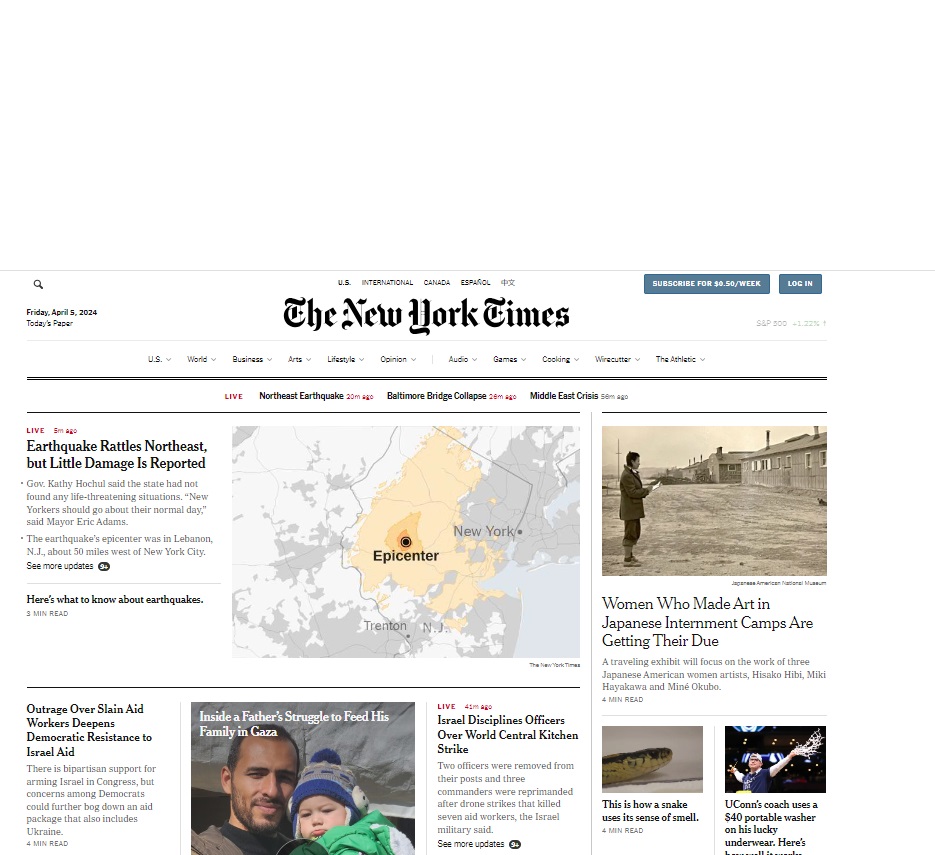 U.S. INTERNATIONAL CANADA ESPAÑOL 中文
SUBSCRIBE FOR $0.50/WEEK
LOG IN
Friday, April 5, 2024
Today's Paper
The New York Times
S&P 500 +1.22% ↑
U.S. World Business Arts Lifestyle Opinion Audio Games Cooking Wirecutter The Athletic
LIVE Northeast Earthquake 20m ago Baltimore Bridge Collapse 26m ago Middle East Crisis 56m ago
LIVE 5m ago
Earthquake Rattles Northeast,
but Little Damage Is Reported
Gov. Kathy Hochul said the state had not
found any life-threatening situations. “New
Yorkers should go about their normal day,”
said Mayor Eric Adams.
The earthquake’s epicenter was in Lebanon,
N.J., about 50 miles west of New York City.
See more updates 9+
Here’s what to know about earthquakes.
3 MIN READ
New York
Epicenter
Trenton
N.J.
The New York Times
Japanese American National Museum
Women Who Made Art in
Japanese Internment Camps Are
Getting Their Due
A traveling exhibit will focus on the work of three
Japanese American women artists, Hisako Hibi, Miki
Hayakawa and Miné Okubo.
4 MIN READ
Outrage Over Slain Aid
Workers Deepens
Democratic Resistance to
Israel Aid
There is bipartisan support for
arming Israel in Congress, but
concerns among Democrats
could further bog down an aid
package that also includes
Ukraine.
4 MIN READ
Inside a Father’s Struggle to Feed His
Family in Gaza
LIVE 41m ago
Israel Disciplines Officers
Over World Central Kitchen
Strike
Two officers were removed from
their posts and three
commanders were reprimanded
after drone strikes that killed
seven aid workers, the Israel
military said.
See more updates 9+
This is how a snake
uses its sense of smell.
4 MIN READ
UConn’s coach uses a
$40 portable washer
on his lucky
underwear. Here’s
how well it works